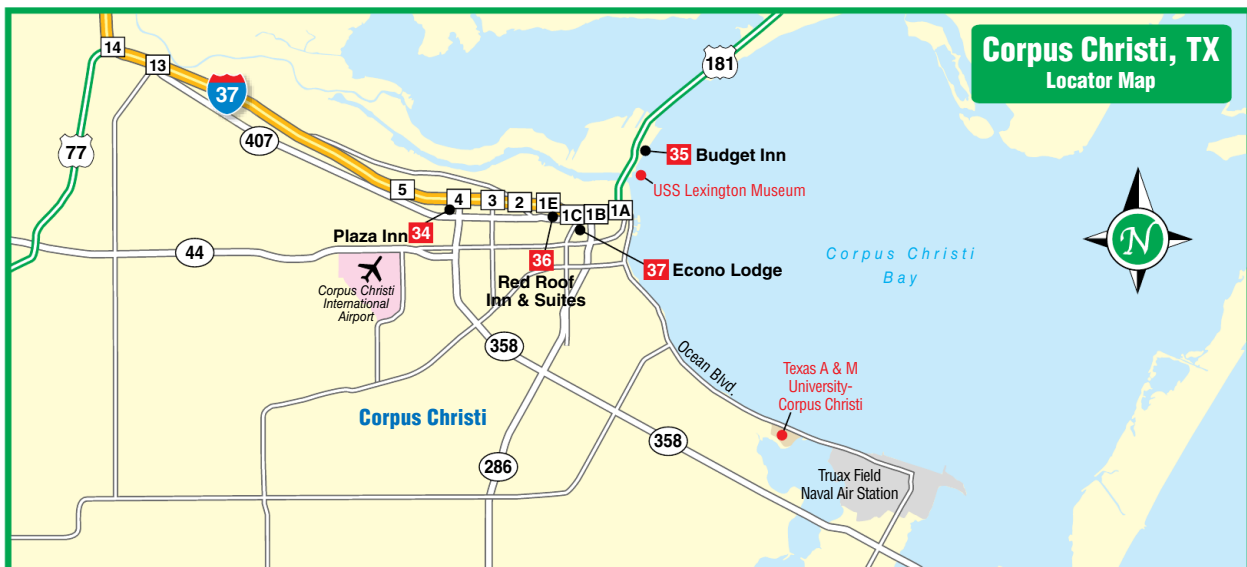 Corpus Christi, TX
Locator Map
14
13
37
181
77
407
35 Budget Inn
USS Lexington Museum
5
4
3
2
1E
1C
1B
1A
Plaza Inn 34
44
36
Red Roof
Inn & Suites
37 Econo Lodge
Corpus Christi
Bay
N
Corpus Christi
International
Airport
358
Ocean Blvd.
Texas A & M
University-
Corpus Christi
Corpus Christi
358
286
Truax Field
Naval Air Station